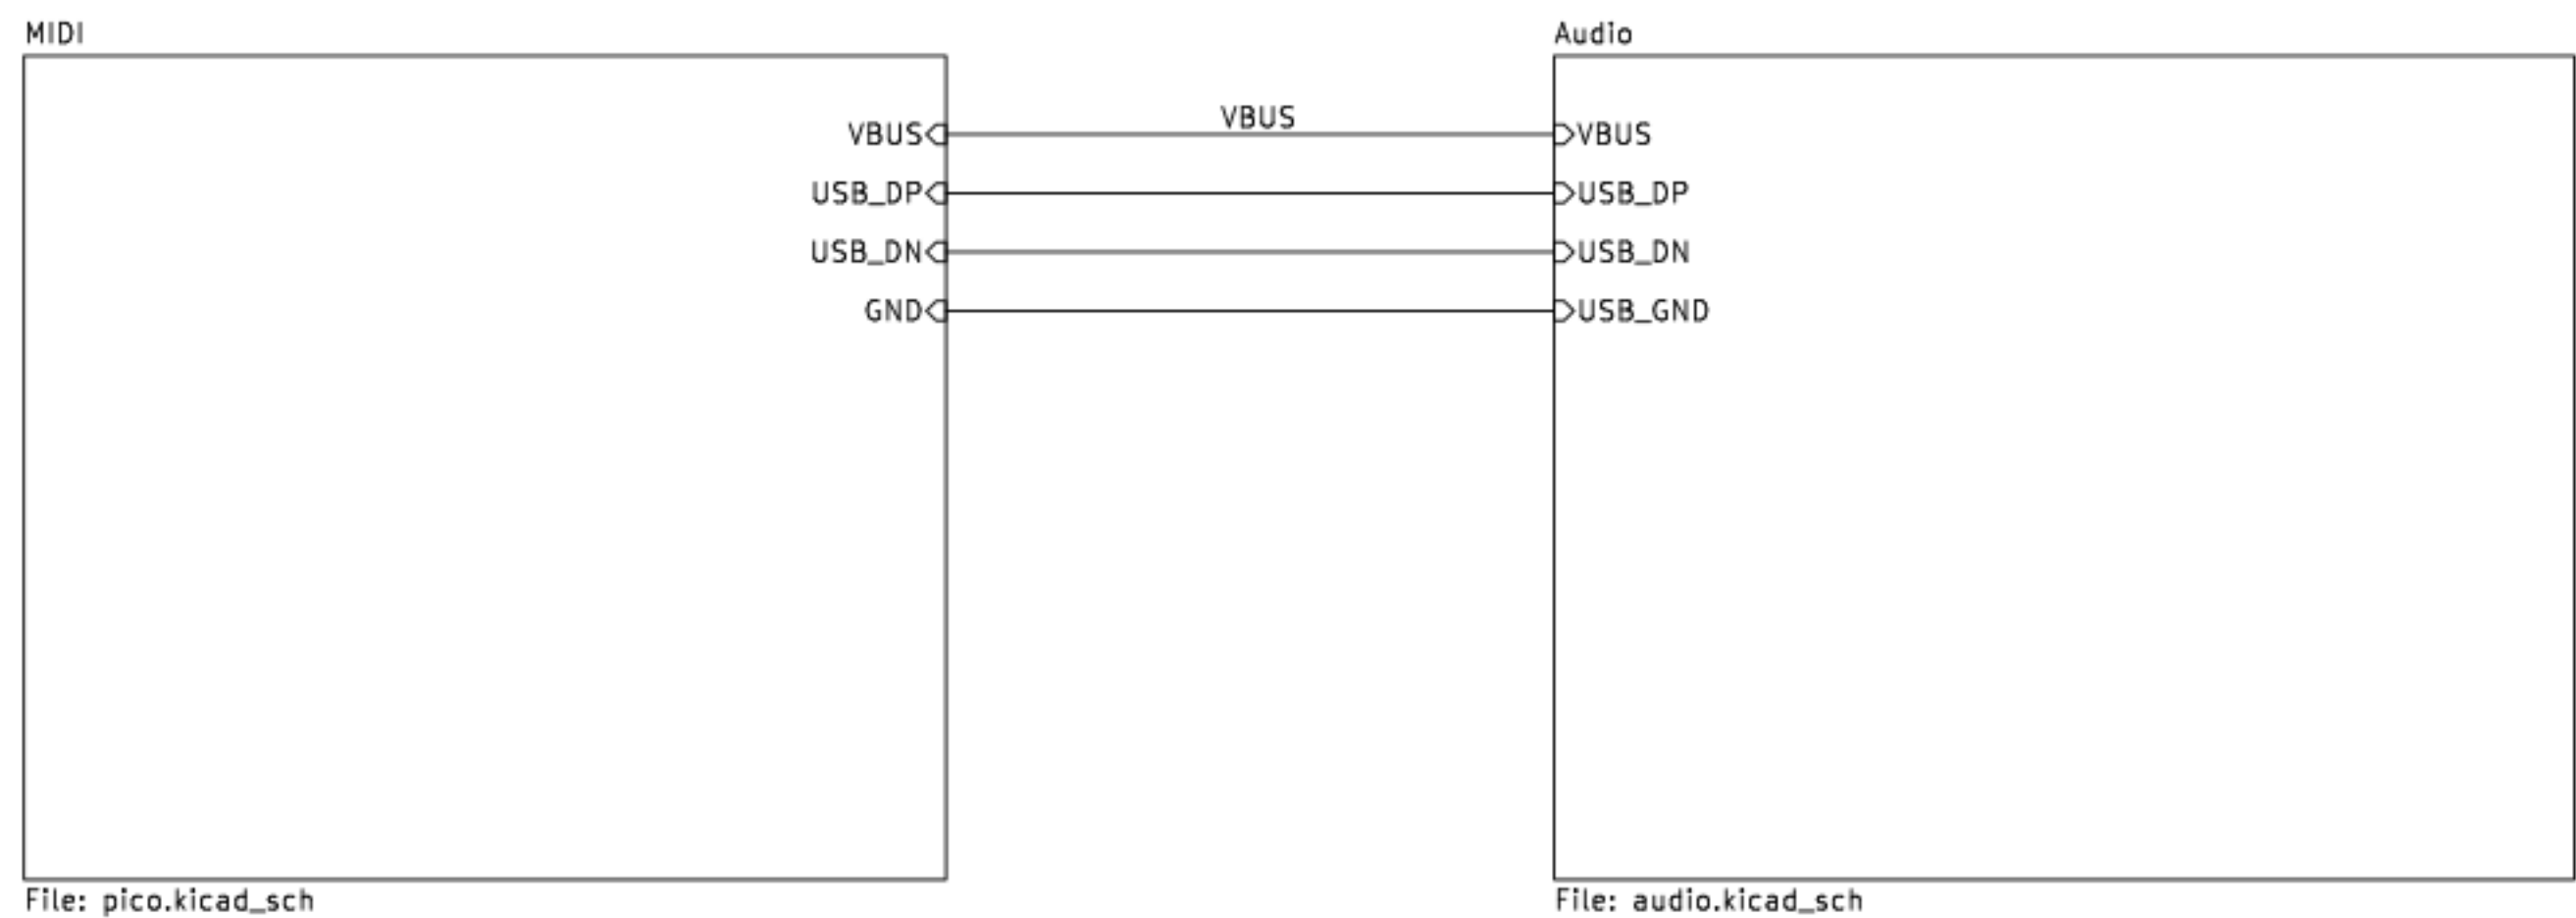 MIDI
VBUS
USB_DP
USB_DN
GND
File: pico.kicad_sch
VBUS
Audio
VBUS
USB_DP
USB_DN
USB_GND
File: audio.kicad_sch